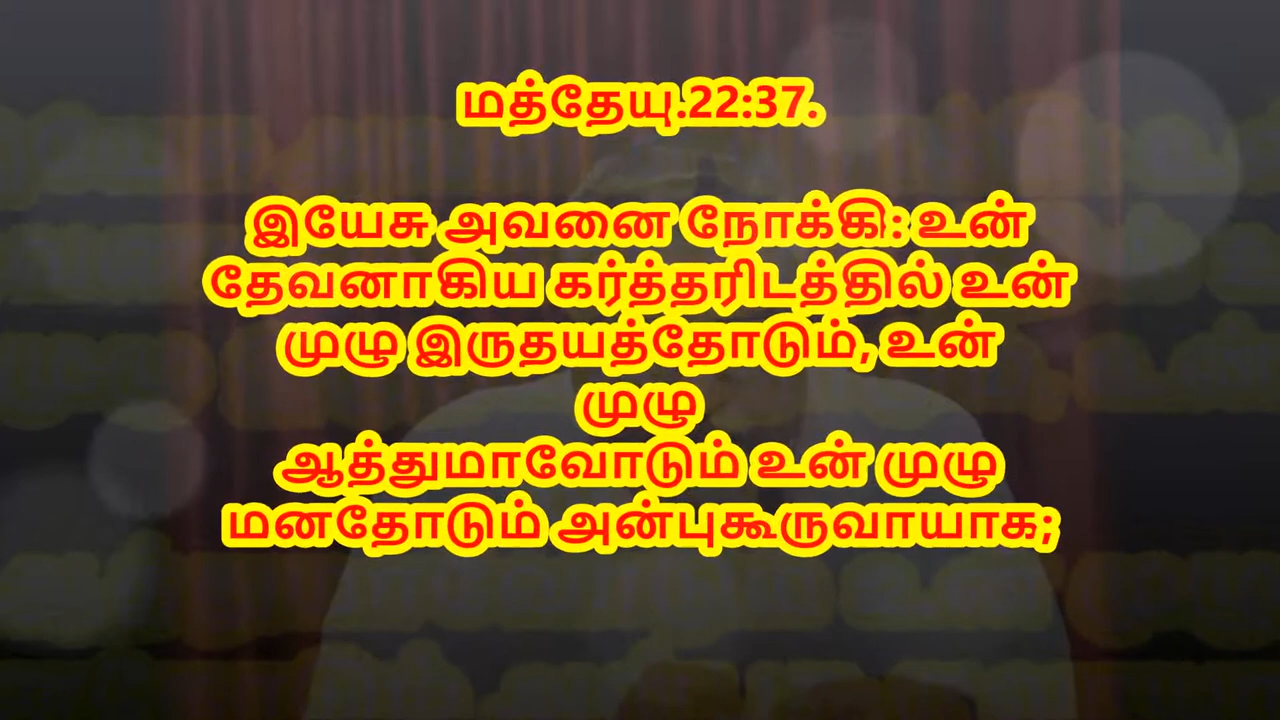 மத்தேயு.22:37.
இயேசு அவனை நோக்கி: உன்
தேவனாகிய கர்த்தரிடத்தில் உன்
முழு இருதயத்தோடும், உன்
முழு
ஆத்துமாவோடும் உன் முழு
மனதோடும் அன்புகூருவாயாக;